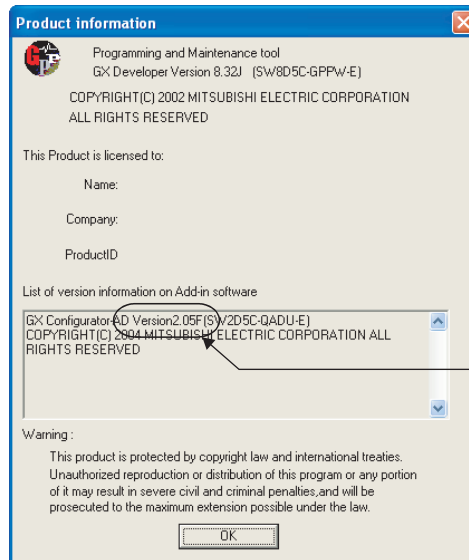 Product information
Programming and Maintenance tool
GX Developer Version 8.32J (SW8D5C-GPPW-E)
COPYRIGHT(C) 2002 MITSUBISHI ELECTRIC CORPORATION
ALL RIGHTS RESERVED
This Product is licensed to:
Name:
Company:
ProductID
List of version information on Add-in software
GX Configurator-AD Version2.05F(SW2D5C-QADU-E)
COPYRIGHT(C) 2004 MITSUBISHI ELECTRIC CORPORATION ALL
RIGHTS RESERVED
Warning :
This product is protected by copyright law and international treaties.
Unauthorized reproduction or distribution of this program or any portion
of it may result in severe civil and criminal penalties,and will be
prosecuted to the maximum extension possible under the law.
OK